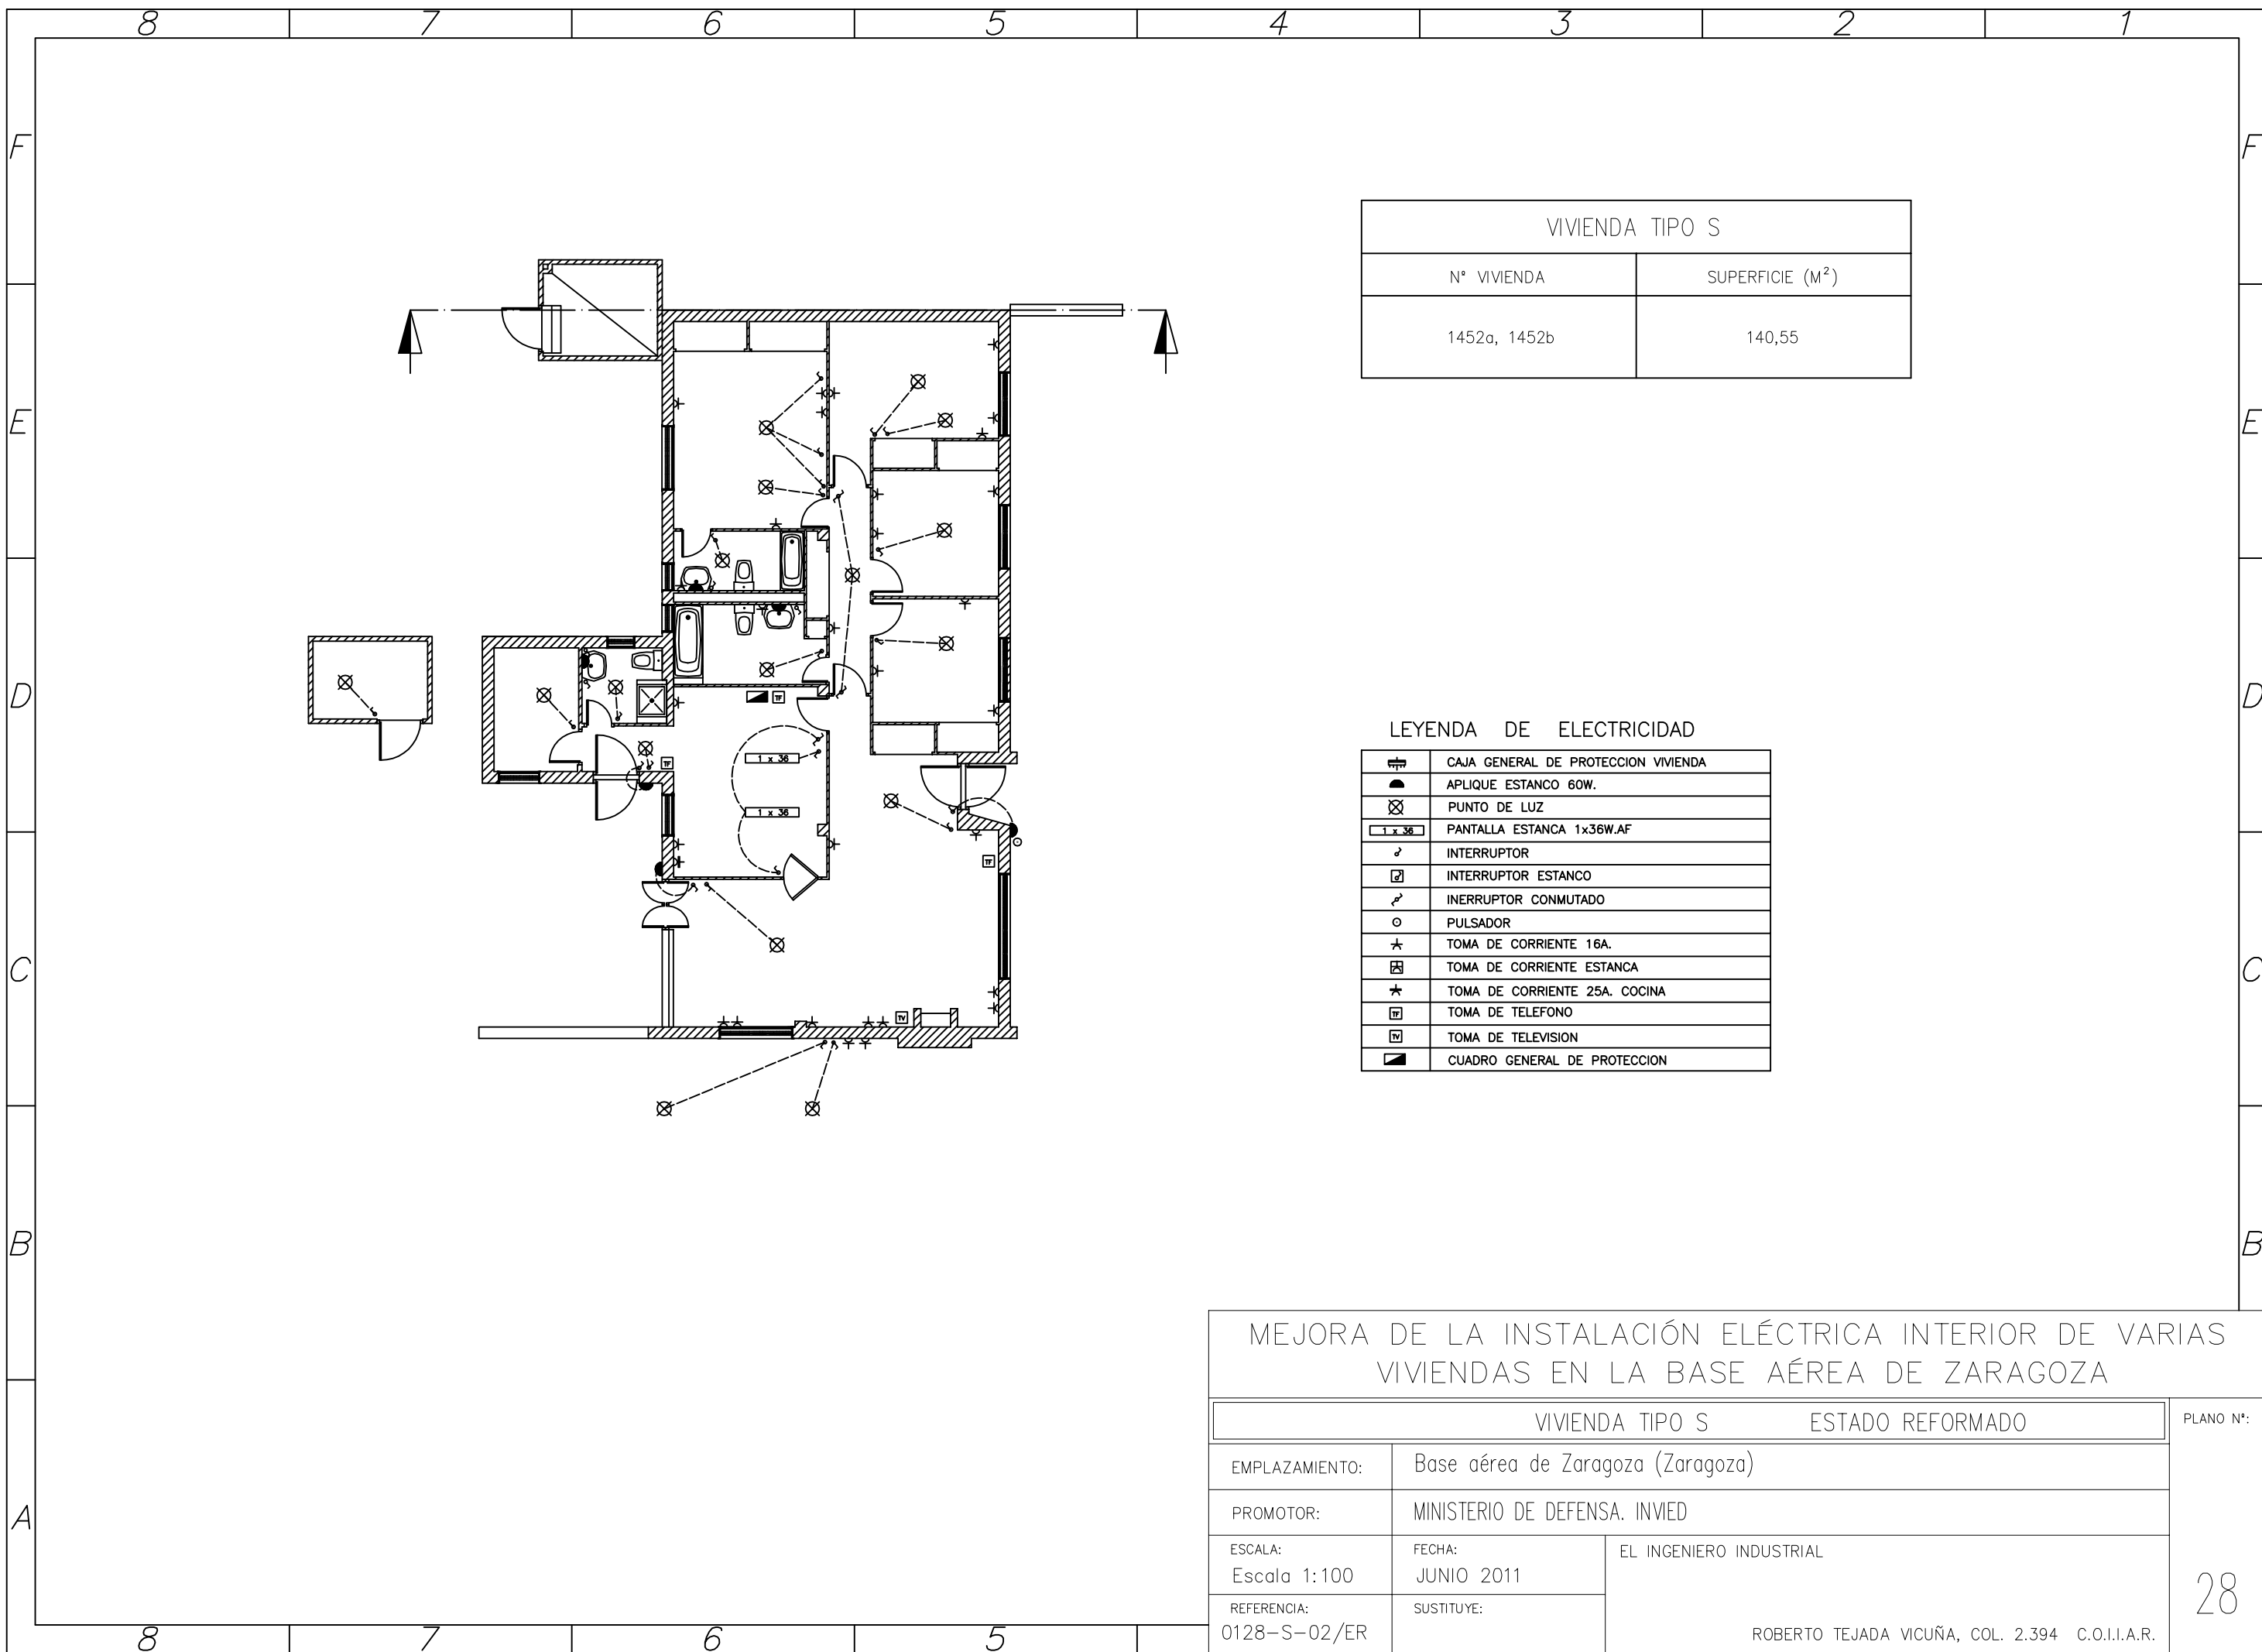 8 7 6 5 4 3 2 1
F F
E E
D D
C C
B B
A
VIVIENDA TIPO S
N° VIVIENDA SUPERFICIE (M²)
1452a, 1452b 140,55
TF
1 x 36
TF
1 x 36
TF
TV
LEYENDA DE ELECTRICIDAD
CAJA GENERAL DE PROTECCION VIVIENDA
APLIQUE ESTANCO 60W.
PUNTO DE LUZ
1 x 36 PANTALLA ESTANCA 1x36W.AF
INTERRUPTOR
INTERRUPTOR ESTANCO
INERRUPTOR CONMUTADO
PULSADOR
TOMA DE CORRIENTE 16A.
TOMA DE CORRIENTE ESTANCA
TOMA DE CORRIENTE 25A. COCINA
TF TOMA DE TELEFONO
TV TOMA DE TELEVISION
CUADRO GENERAL DE PROTECCION
MEJORA DE LA INSTALACIÓN ELÉCTRICA INTERIOR DE VARIAS
VIVIENDAS EN LA BASE AÉREA DE ZARAGOZA
VIVIENDA TIPO S ESTADO REFORMADO
PLANO N°:
EMPLAZAMIENTO: Base aérea de Zaragoza (Zaragoza)
PROMOTOR: MINISTERIO DE DEFENSA. INVIED
ESCALA: FECHA: EL INGENIERO INDUSTRIAL
Escala 1:100 JUNIO 2011
28
REFERENCIA: SUSTITUYE:
0128-S-02/ER ROBERTO TEJADA VICUÑA, COL. 2.394 C.O.I.I.A.R.
8 7 6 5